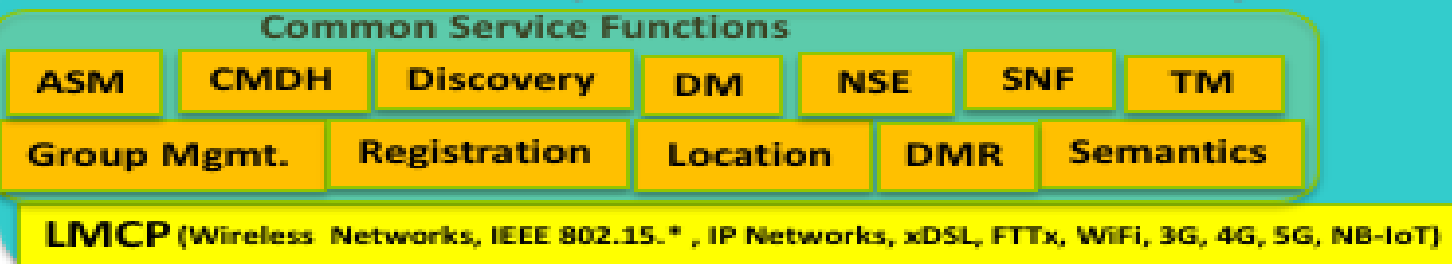 Common Service Functions
ASM CMDH Discovery DM NSE SNF TM
Group Mgmt. Registration Location DMR Semantics
LMCP (Wireless Networks, IEEE 802.15.* , IP Networks, xDSL, FTTx, WiFi, 3G, 4G, 5G, NB-IoT)